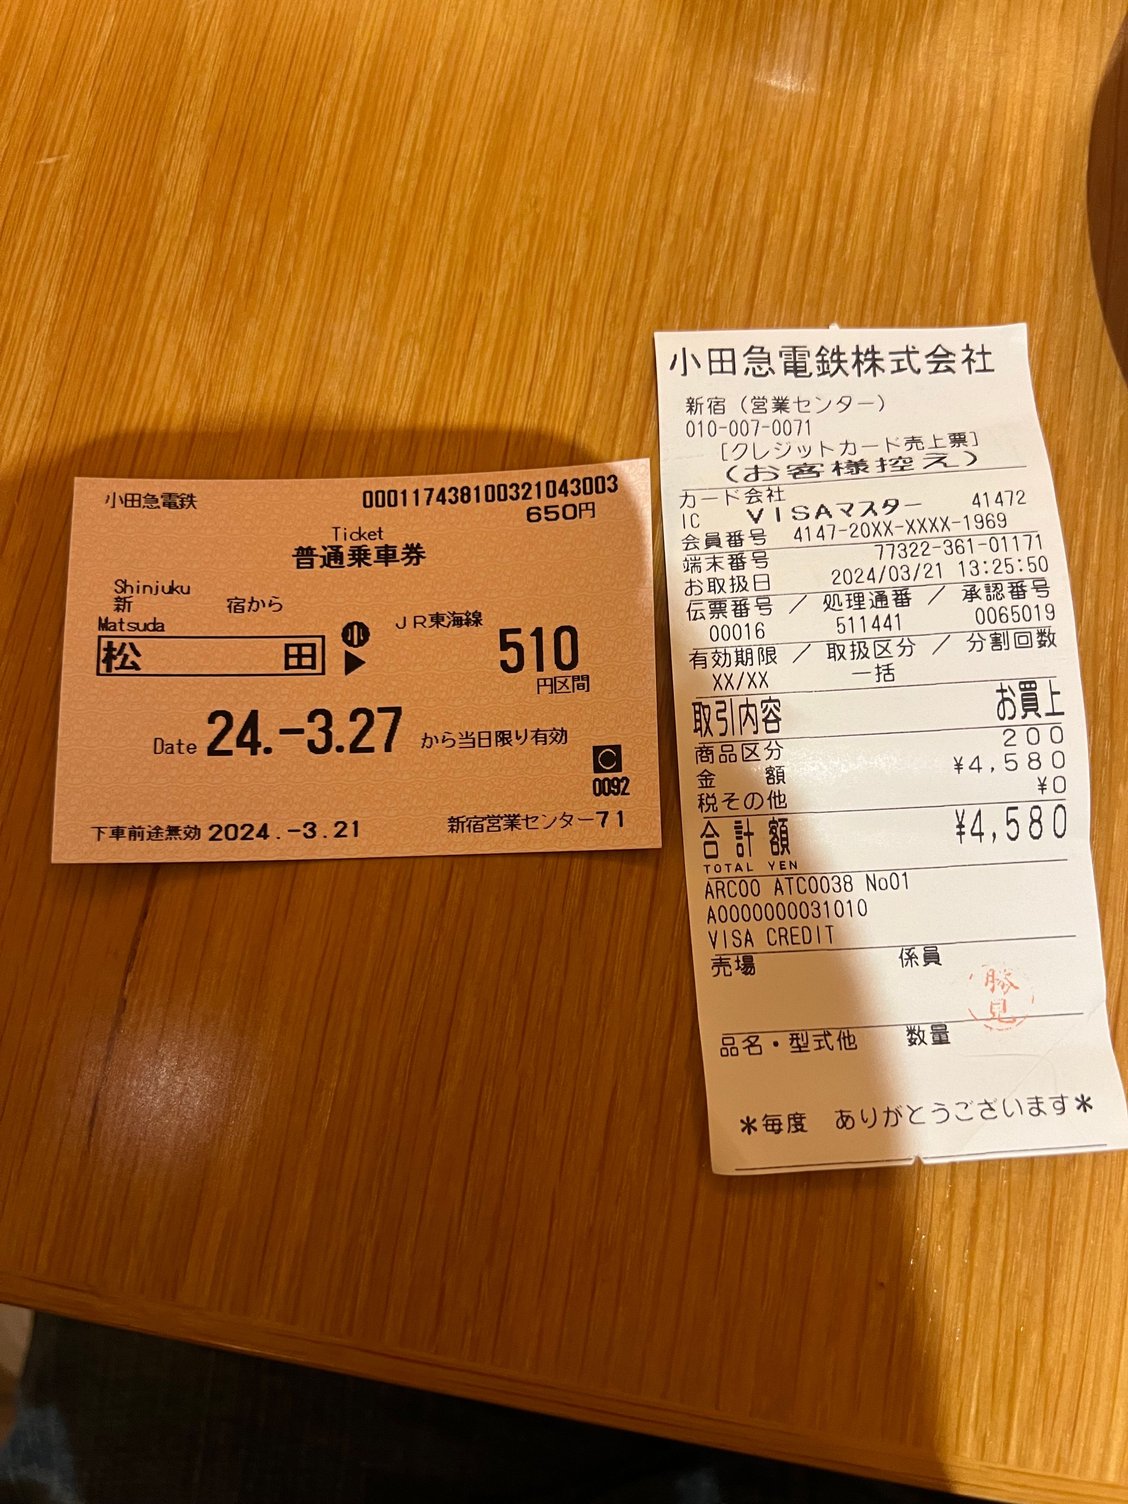 小田急電鉄 000117438100321043003
650円
Ticket
普通乗車券
Shinjuku
新 宿から
Matsuda
松 田 小 ▶ JR東海線 510
円区間
Date 24.-3.27 から当日限り有効
C
0092
下車前途無効 2024.-3.21 新宿営業センター71
小田急電鉄株式会社
新宿（営業センター）
010-007-0071
[クレジットカード売上票]
(お客様控え)
カード会社 41472
IC VISAマスター
会員番号 4147-20XX-XXXX-1969
端末番号 77322-361-01171
お取扱日 2024/03/21 13:25:50
伝票番号 ／ 処理通番 ／ 承認番号
00016 511441 0065019
有効期限 ／ 取扱区分 ／ 分割回数
XX/XX 一括
取引内容 お買上
商品区分 200
金 額 ¥4,580
税その他 ¥0
合計額 ¥4,580
TOTAL YEN
ARC00 ATC0038 No01
A0000000031010
VISA CREDIT
売場 係員
勝見
品名・型式他 数量
＊毎度 ありがとうございます＊